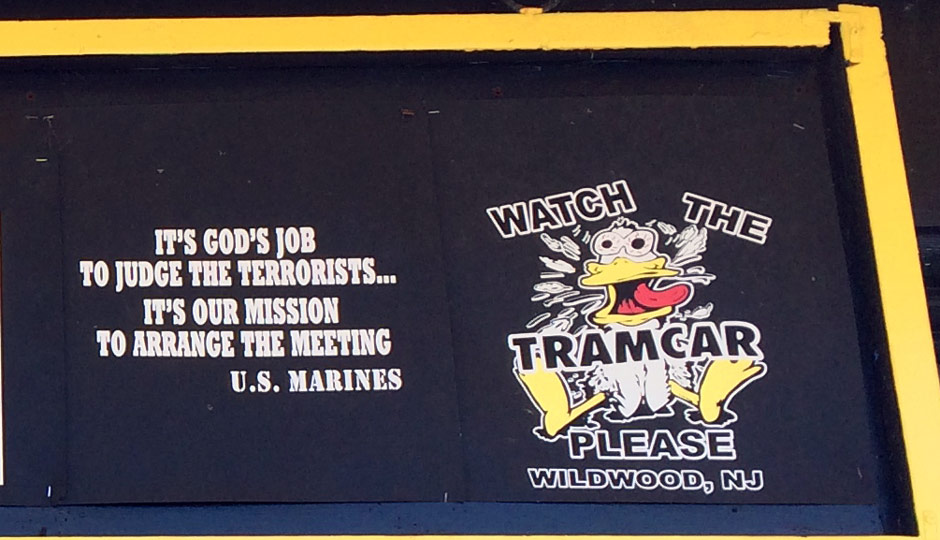 IT'S GOD'S JOB
TO JUDGE THE TERRORISTS...
IT'S OUR MISSION
TO ARRANGE THE MEETING
U.S. MARINES
WATCH THE
TRAMCAR
PLEASE
WILDWOOD, NJ